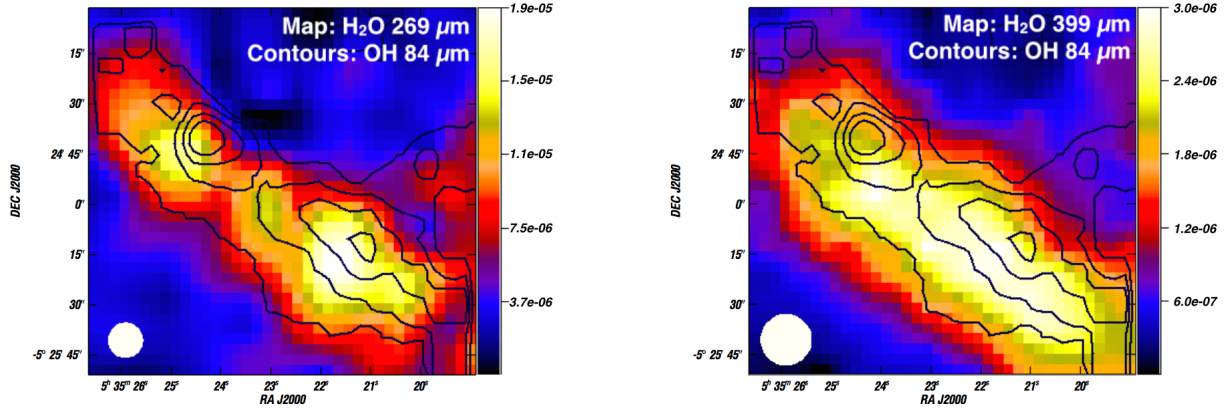 Map: H₂O 269 µm
Contours: OH 84 µm
1.9e-05
1.5e-05
1.1e-05
7.5e-06
3.7e-06
15"
30"
24' 45"
0"
15"
30"
-5° 25' 45"
DEC J2000
5ʰ 35ᵐ 26ˢ 25ˢ 24ˢ 23ˢ 22ˢ 21ˢ 20ˢ
RA J2000
Map: H₂O 399 µm
Contours: OH 84 µm
3.0e-06
2.4e-06
1.8e-06
1.2e-06
6.0e-07
15"
30"
24' 45"
0"
15"
30"
-5° 25' 45"
DEC J2000
5ʰ 35ᵐ 26ˢ 25ˢ 24ˢ 23ˢ 22ˢ 21ˢ 20ˢ
RA J2000